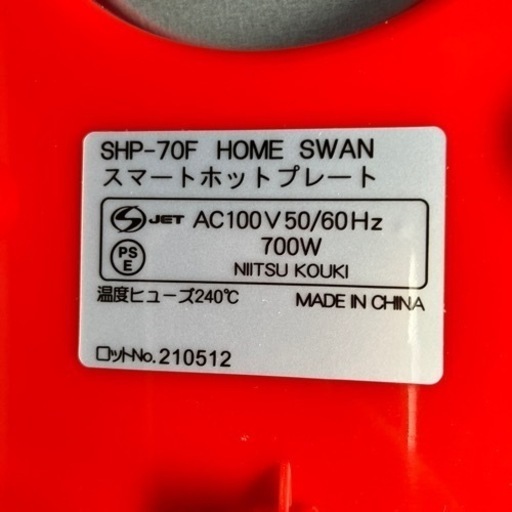 SHP-70F HOME SWAN
スマートホットプレート
JET AC100V 50/60Hz
PS E 700W
NIITSU KOUKI
温度ヒューズ240℃ MADE IN CHINA
ロットNo. 210512